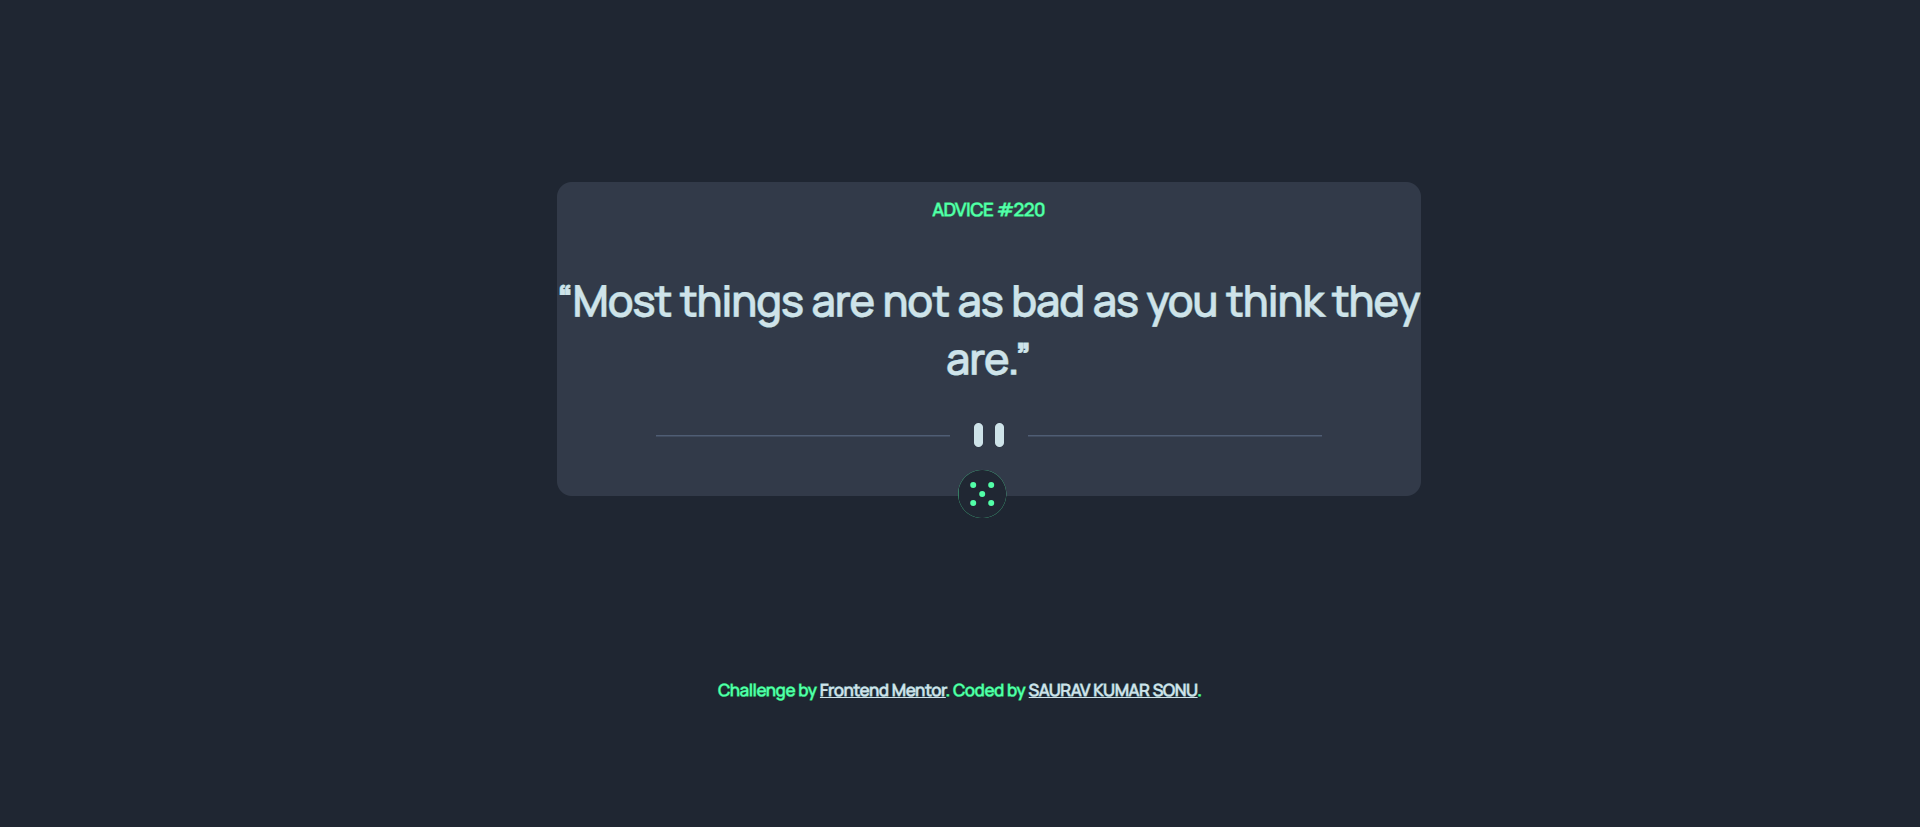 ADVICE #220
“Most things are not as bad as you think they
are.”
Challenge by Frontend Mentor. Coded by SAURAV KUMAR SONU.